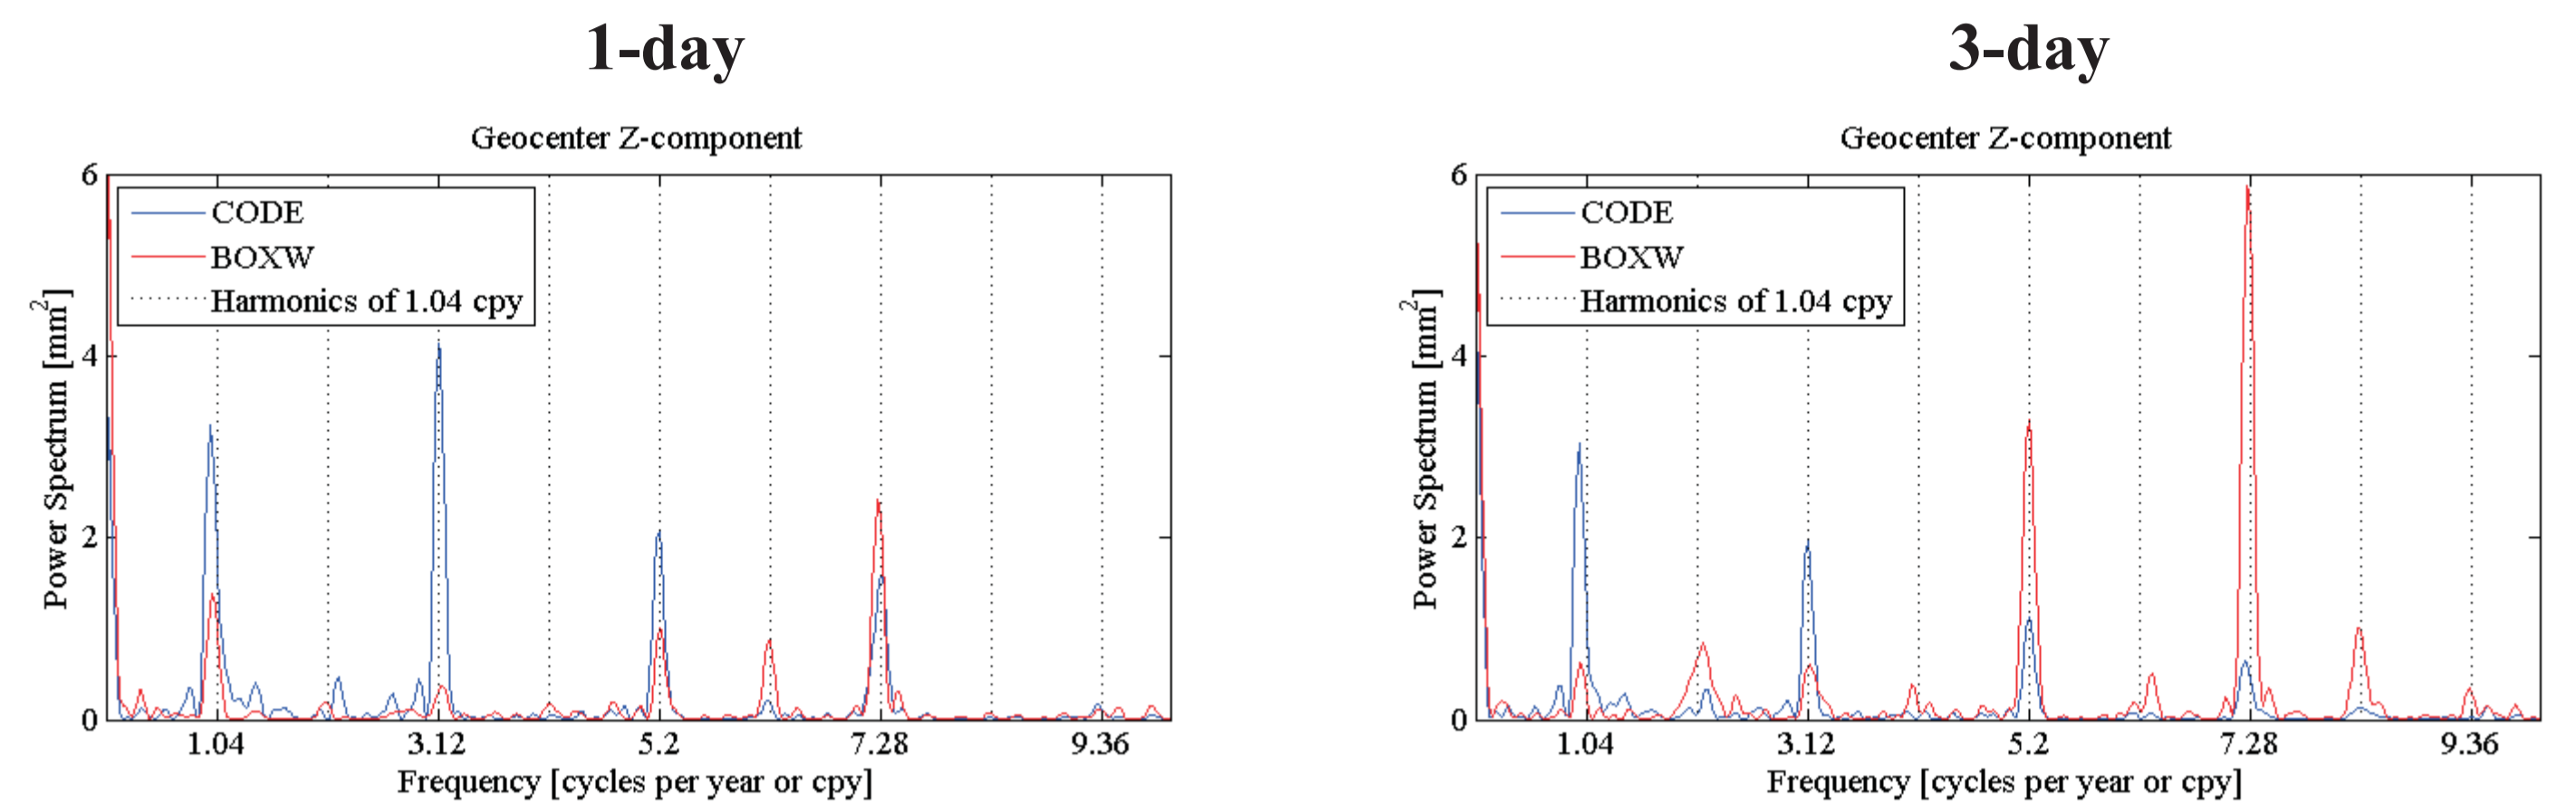 1-day
Geocenter Z-component
6
4
2
0
CODE
BOXW
Harmonics of 1.04 cpy
Power Spectrum [mm²]
1.04 3.12 5.2 7.28 9.36
Frequency [cycles per year or cpy]
3-day
Geocenter Z-component
6
4
2
0
CODE
BOXW
Harmonics of 1.04 cpy
Power Spectrum [mm²]
1.04 3.12 5.2 7.28 9.36
Frequency [cycles per year or cpy]